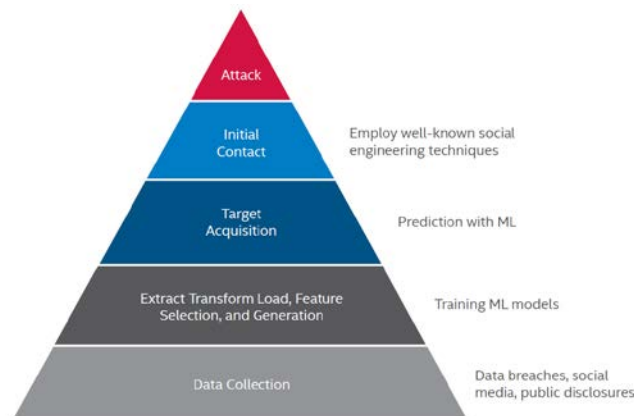 Attack
Initial
Contact
Employ well-known social
engineering techniques
Target
Acquisition
Prediction with ML
Extract Transform Load, Feature
Selection, and Generation
Training ML models
Data Collection
Data breaches, social
media, public disclosures